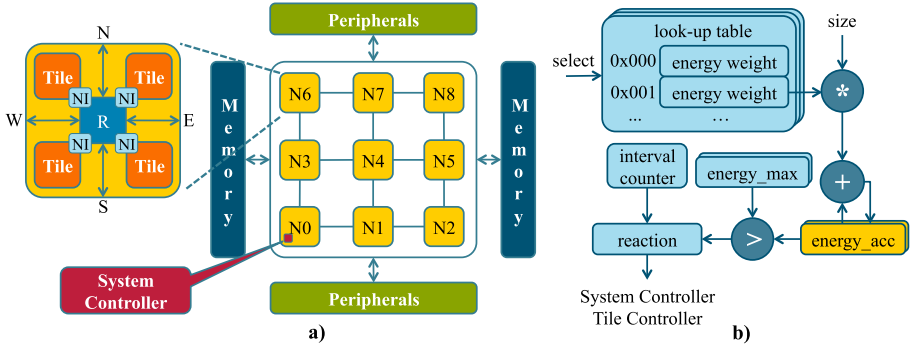 Peripherals
N
Tile
Tile
NI
NI
W
R
E
NI
NI
Tile
Tile
S
Memory
N6
N7
N8
N3
N4
N5
N0
N1
N2
Memory
System
Controller
Peripherals
a)
look-up table
size
select
0x000
energy weight
0x001
energy weight
*
...
...
interval
counter
energy_max
+
reaction
>
energy_acc
System Controller
Tile Controller
b)